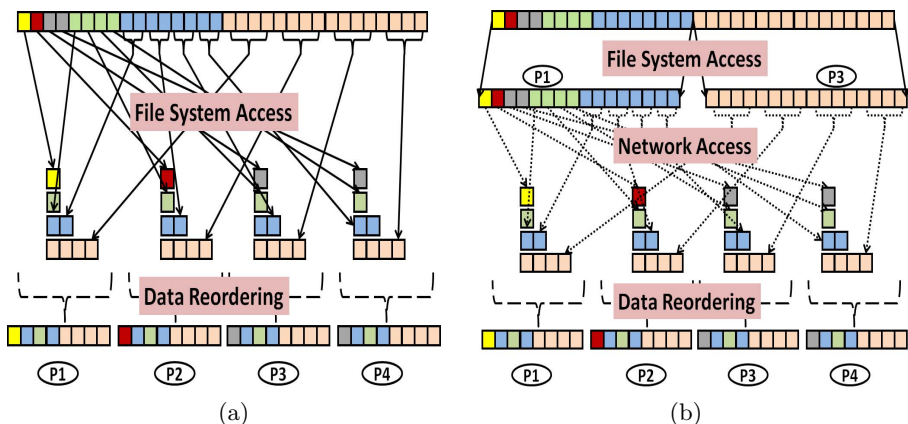 File System Access
Data Reordering
P1 P2 P3 P4
(a)
File System Access
P1 P3
Network Access
Data Reordering
P1 P2 P3 P4
(b)